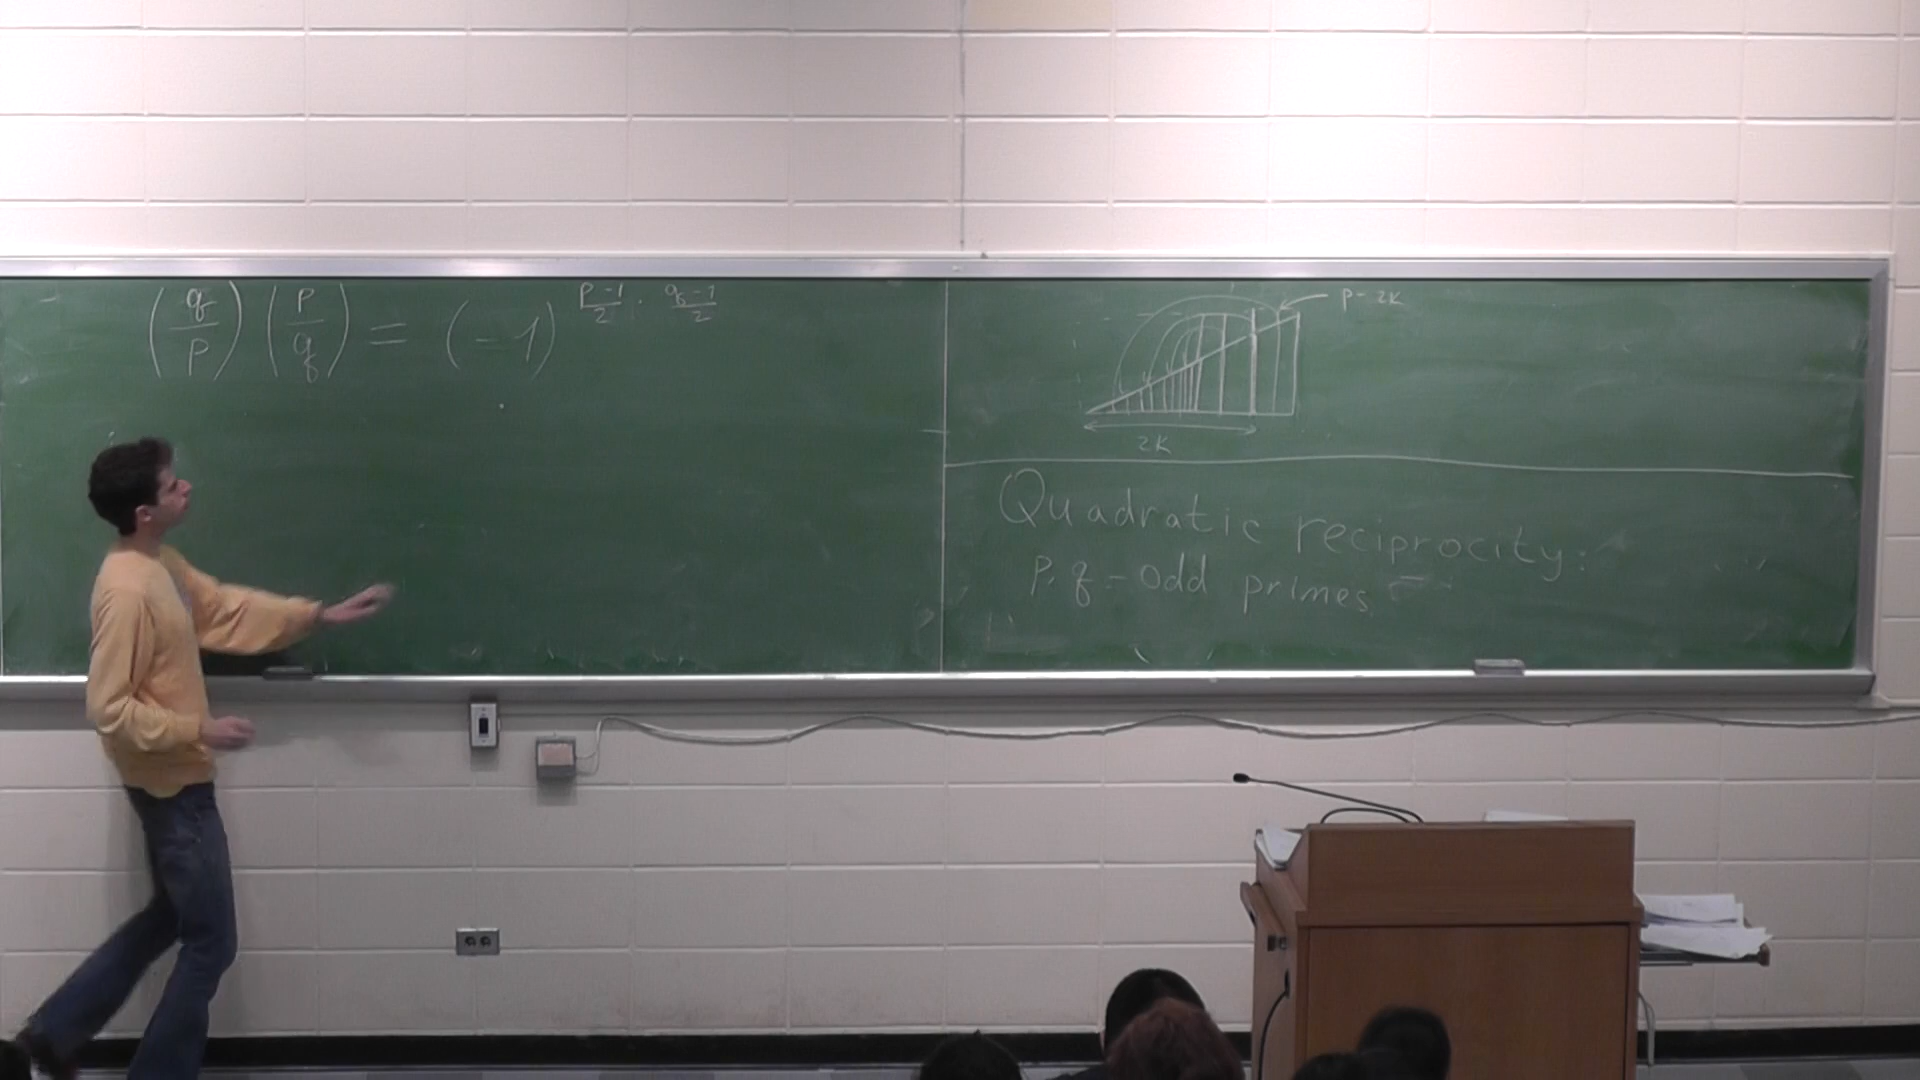 (q/p) (p/q) = (-1)^((p-1)/2 · (q-1)/2)
p-2k
2k
Quadratic reciprocity:
p, q - odd primes